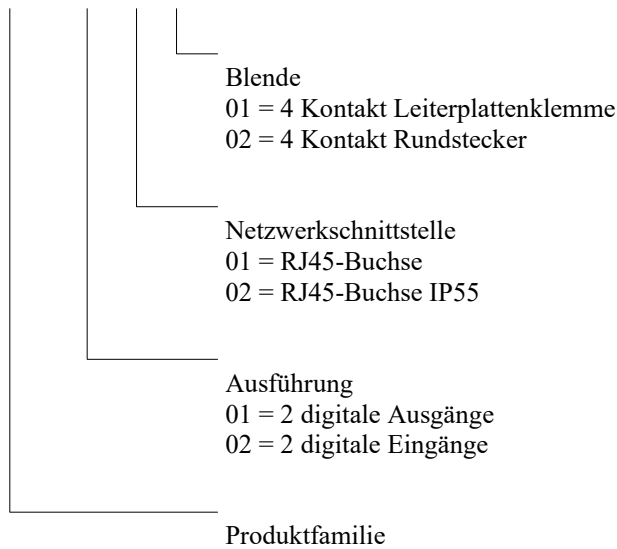 Blende
01 = 4 Kontakt Leiterplattenklemme
02 = 4 Kontakt Rundstecker
Netzwerkschnittstelle
01 = RJ45-Buchse
02 = RJ45-Buchse IP55
Ausführung
01 = 2 digitale Ausgänge
02 = 2 digitale Eingänge
Produktfamilie